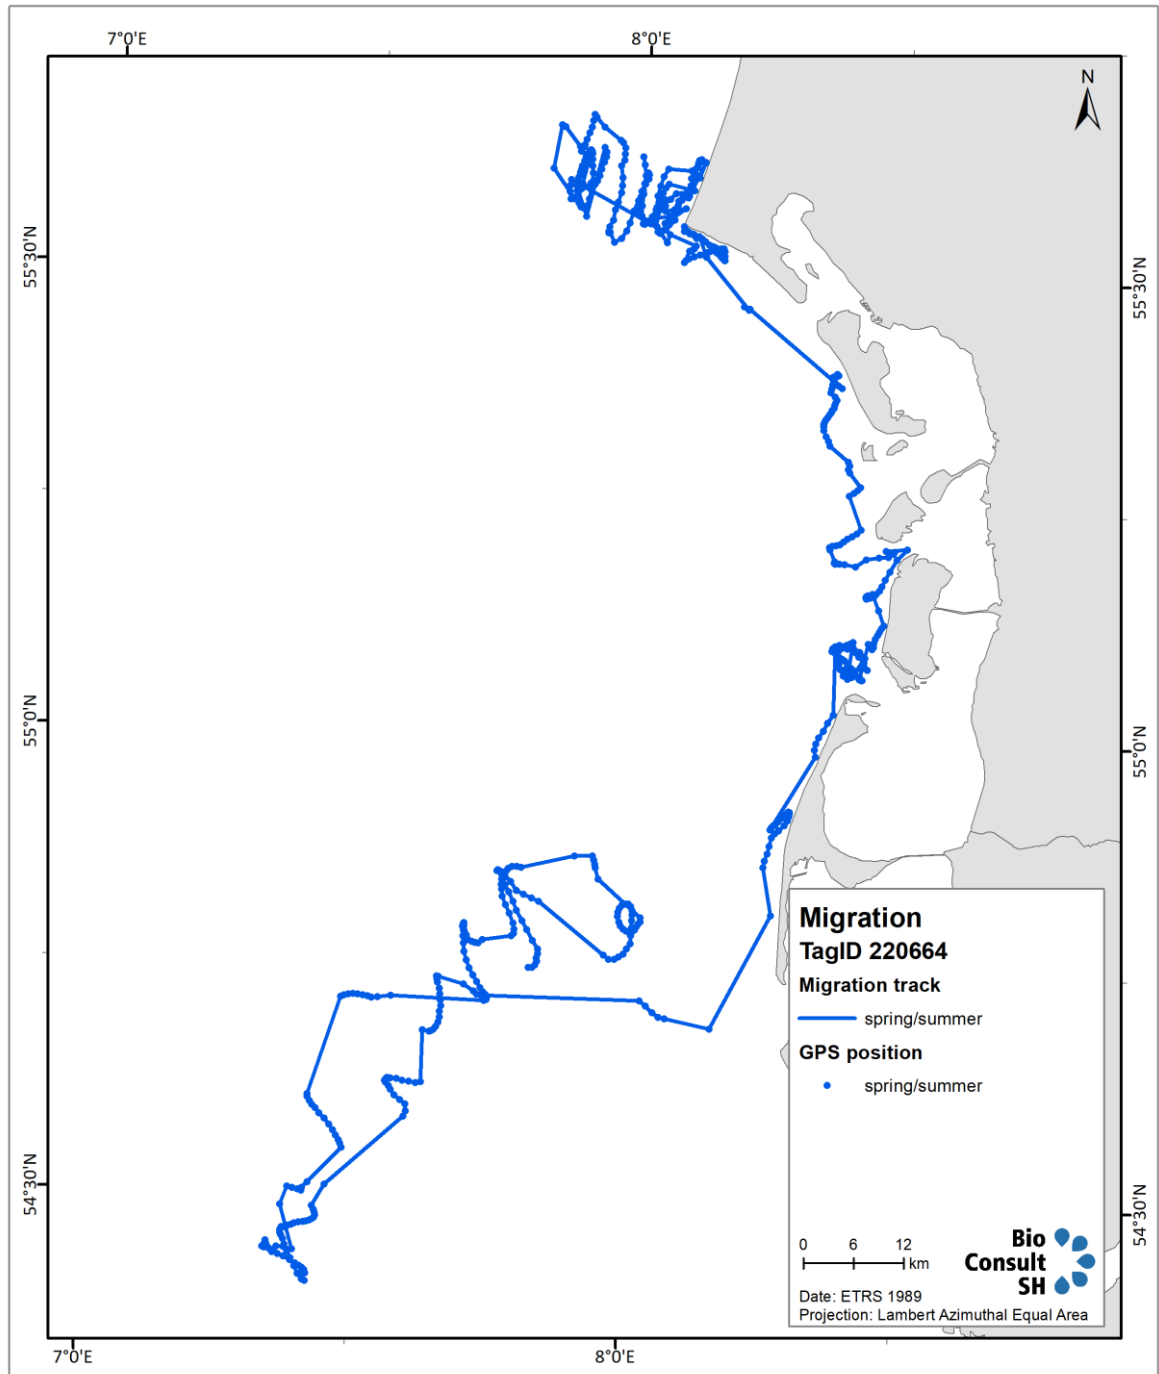 7°0'E 8°0'E
N
55°30'N
55°30'N
55°0'N
55°0'N
54°30'N
54°30'N
Migration
TagID 220664
Migration track
spring/summer
GPS position
spring/summer
0 6 12
km
Bio
Consult
SH
Date: ETRS 1989
Projection: Lambert Azimuthal Equal Area
7°0'E 8°0'E